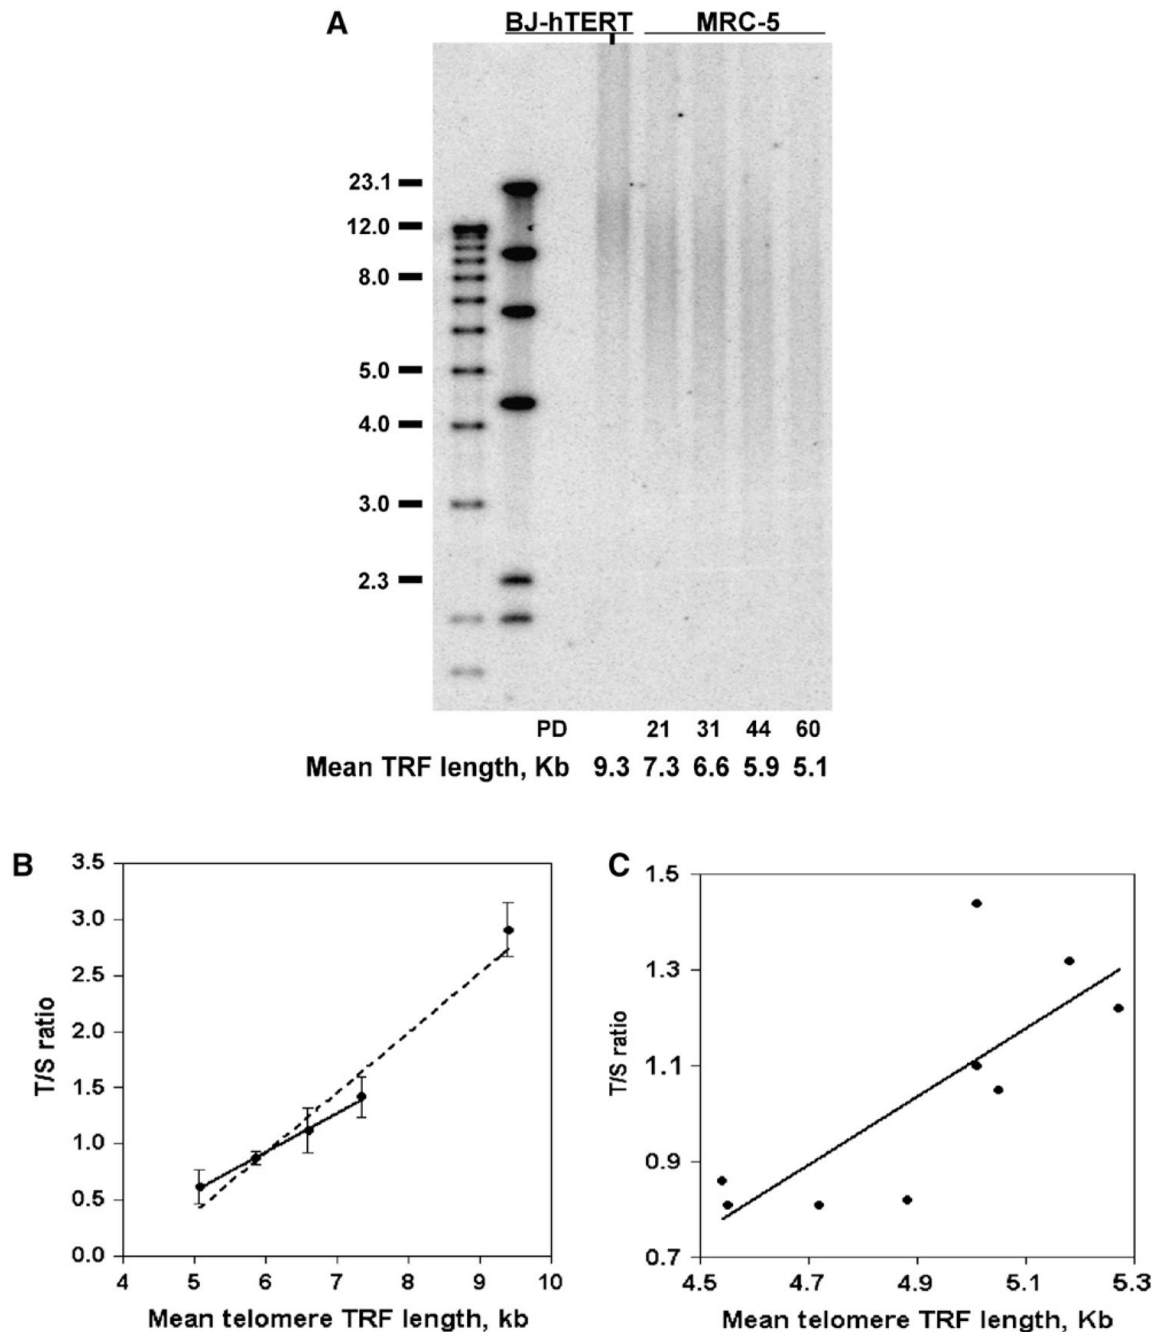 A
BJ-hTERT MRC-5
23.1
12.0
8.0
5.0
4.0
3.0
2.3
PD 21 31 44 60
Mean TRF length, Kb 9.3 7.3 6.6 5.9 5.1
B
3.5
3.0
2.5
2.0
1.5
1.0
0.5
0.0
T/S ratio
4 5 6 7 8 9 10
Mean telomere TRF length, kb
C
1.5
1.3
1.1
0.9
0.7
T/S ratio
4.5 4.7 4.9 5.1 5.3
Mean telomere TRF length, Kb